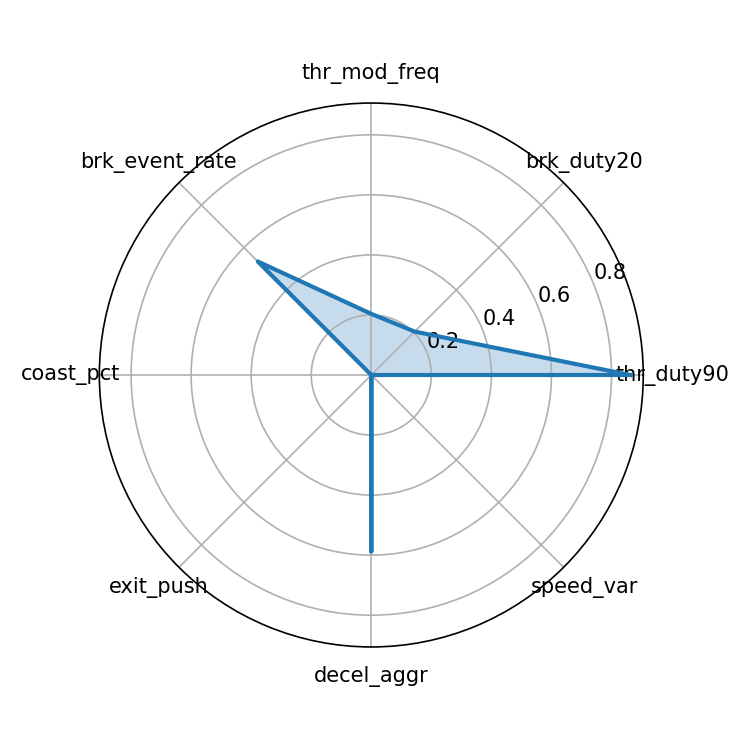 thr_mod_freq
brk_event_rate
brk_duty20
0.8
0.6
0.4
0.2
coast_pct
thr_duty90
exit_push
speed_var
decel_aggr